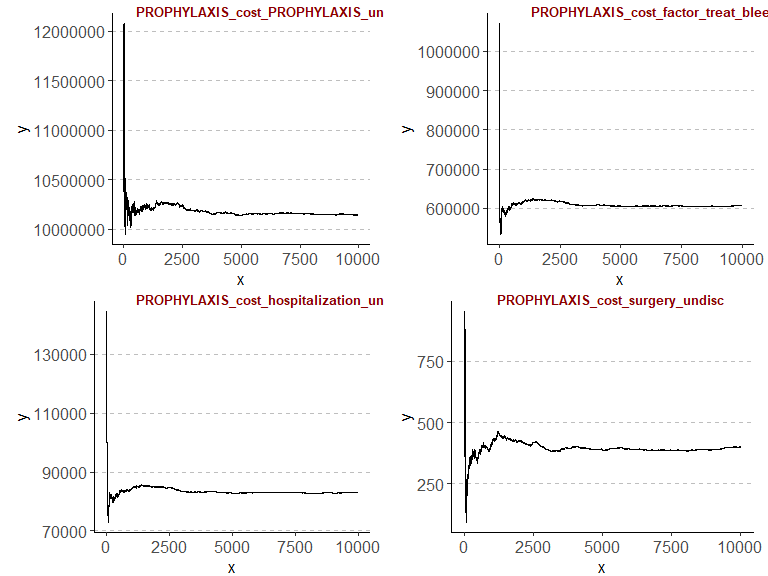 PROPHYLAXIS_cost_PROPHYLAXIS_un
12000000
11500000
11000000
10500000
10000000
y
0 2500 5000 7500 10000
x
PROPHYLAXIS_cost_factor_treat_blee
1000000
900000
800000
700000
600000
y
0 2500 5000 7500 10000
x
PROPHYLAXIS_cost_hospitalization_un
130000
110000
90000
70000
y
0 2500 5000 7500 10000
x
PROPHYLAXIS_cost_surgery_undisc
750
500
250
y
0 2500 5000 7500 10000
x